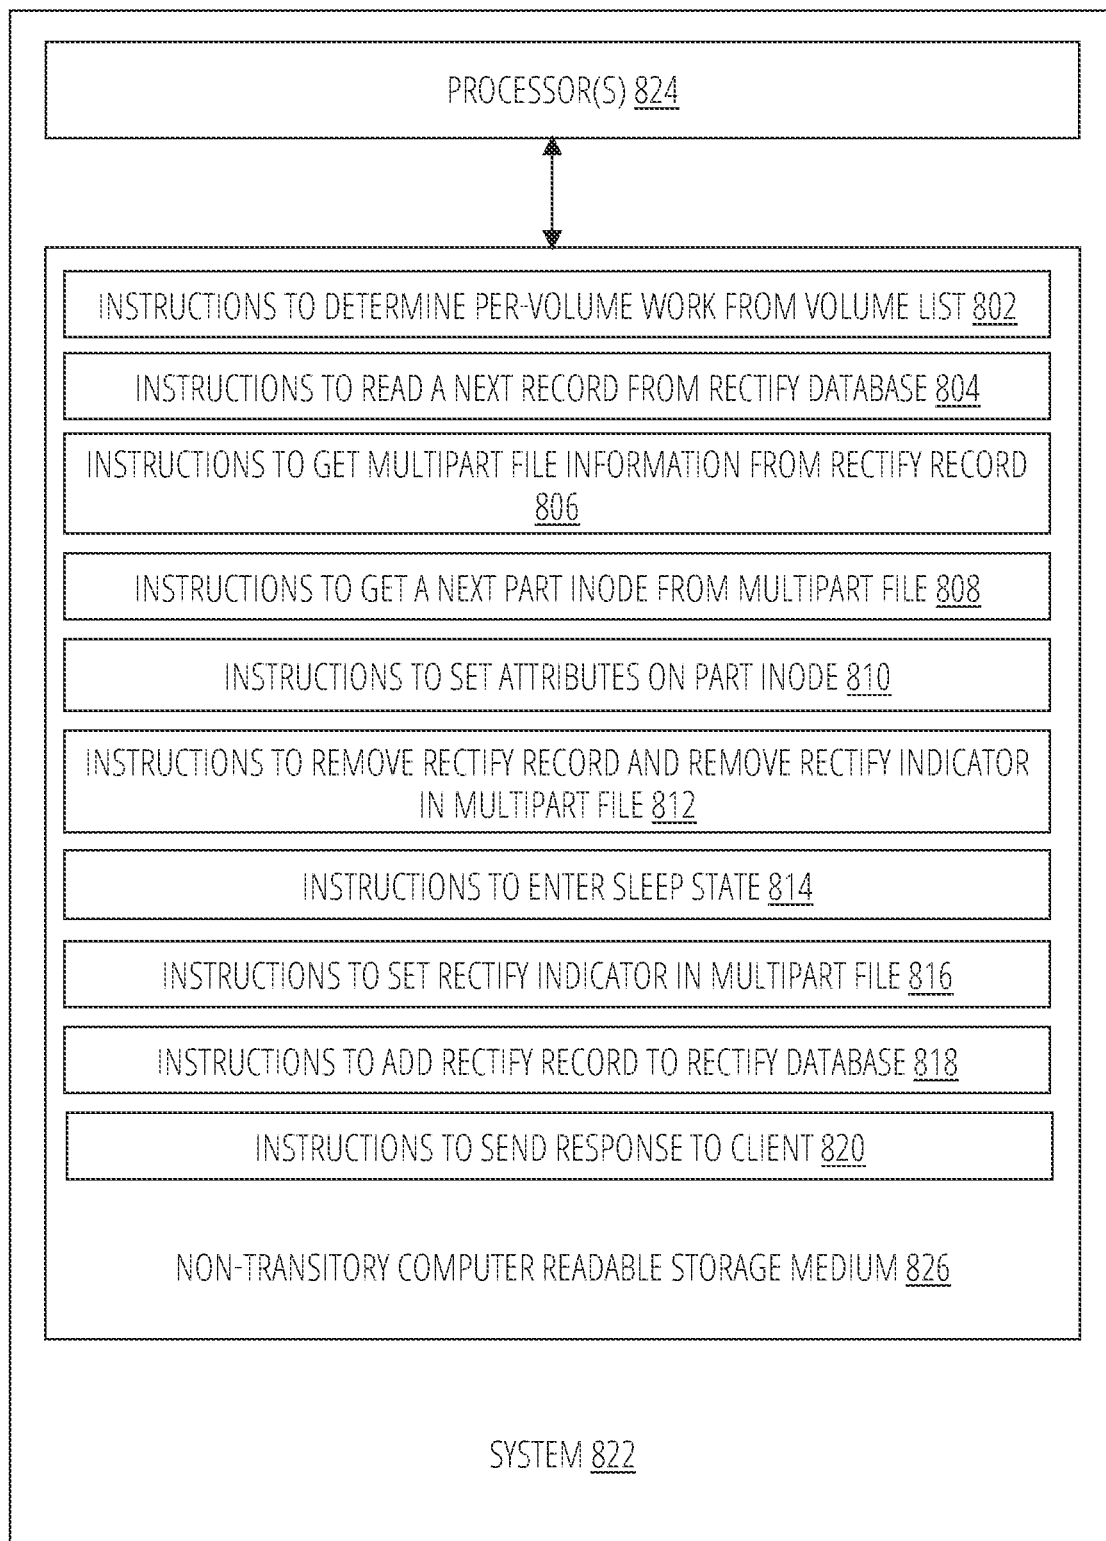 PROCESSOR(S) 824
INSTRUCTIONS TO DETERMINE PER-VOLUME WORK FROM VOLUME LIST 802
INSTRUCTIONS TO READ A NEXT RECORD FROM RECTIFY DATABASE 804
INSTRUCTIONS TO GET MULTIPART FILE INFORMATION FROM RECTIFY RECORD
806
INSTRUCTIONS TO GET A NEXT PART INODE FROM MULTIPART FILE 808
INSTRUCTIONS TO SET ATTRIBUTES ON PART INODE 810
INSTRUCTIONS TO REMOVE RECTIFY RECORD AND REMOVE RECTIFY INDICATOR
IN MULTIPART FILE 812
INSTRUCTIONS TO ENTER SLEEP STATE 814
INSTRUCTIONS TO SET RECTIFY INDICATOR IN MULTIPART FILE 816
INSTRUCTIONS TO ADD RECTIFY RECORD TO RECTIFY DATABASE 818
INSTRUCTIONS TO SEND RESPONSE TO CLIENT 820
NON-TRANSITORY COMPUTER READABLE STORAGE MEDIUM 826
SYSTEM 822